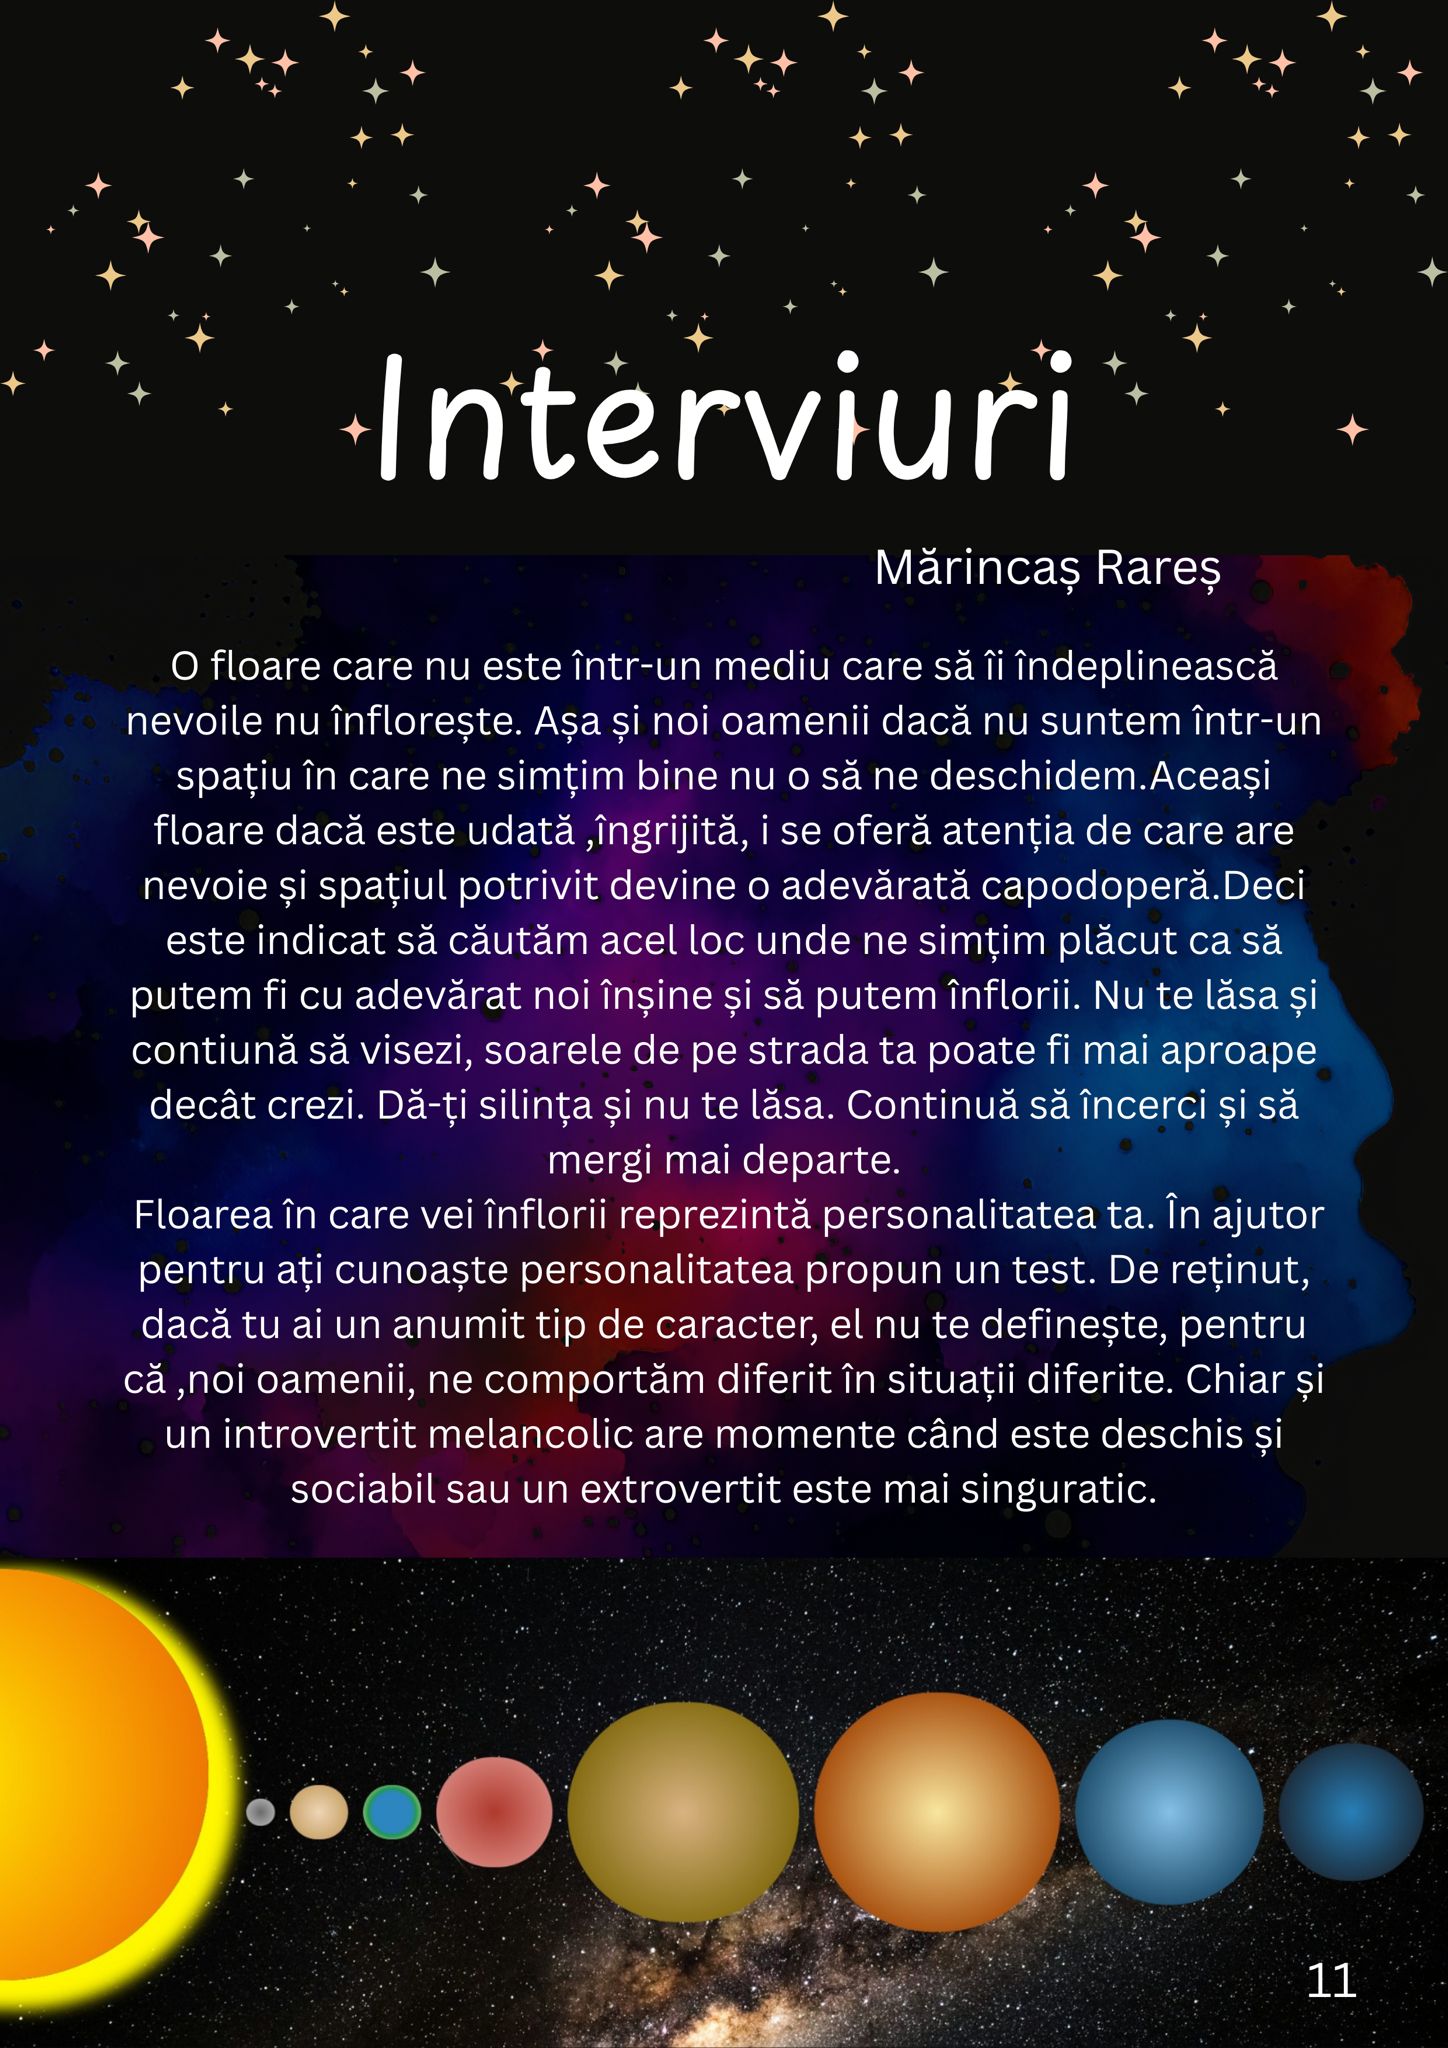 Interviuri
Mărincaș Rareș
O floare care nu este într-un mediu care să îi îndeplinească
nevoile nu înflorește. Așa și noi oamenii dacă nu suntem într-un
spațiu în care ne simțim bine nu o să ne deschidem.Aceași
floare dacă este udată ,îngrijită, i se oferă atenția de care are
nevoie și spațiul potrivit devine o adevărată capodoperă.Deci
este indicat să căutăm acel loc unde ne simțim plăcut ca să
putem fi cu adevărat noi înșine și să putem înflorii. Nu te lăsa și
contiună să visezi, soarele de pe strada ta poate fi mai aproape
decât crezi. Dă-ți silința și nu te lăsa. Continuă să încerci și să
mergi mai departe.
Floarea în care vei înflorii reprezintă personalitatea ta. În ajutor
pentru ați cunoaște personalitatea propun un test. De reținut,
dacă tu ai un anumit tip de caracter, el nu te definește, pentru
că ,noi oamenii, ne comportăm diferit în situații diferite. Chiar și
un introvertit melancolic are momente când este deschis și
sociabil sau un extrovertit este mai singuratic.
11